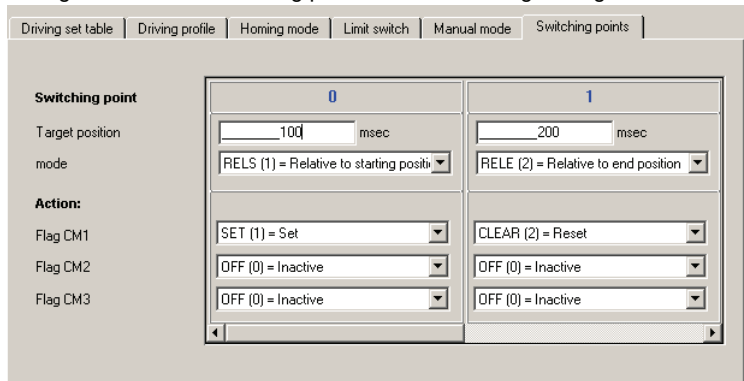 Driving set table Driving profile Homing mode Limit switch Manual mode Switching points
Switching point 0 1
Target position _______100 msec _______200 msec
mode RELS (1) = Relative to starting positi RELE (2) = Relative to end position
Action:
Flag CM1 SET (1) = Set CLEAR (2) = Reset
Flag CM2 OFF (0) = Inactive OFF (0) = Inactive
Flag CM3 OFF (0) = Inactive OFF (0) = Inactive